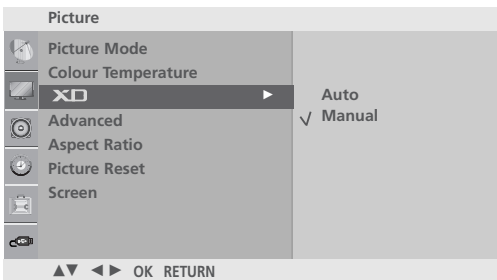 Picture
Picture Mode
Colour Temperature
XD
Advanced
Aspect Ratio
Picture Reset
Screen
Auto
Manual
OK RETURN